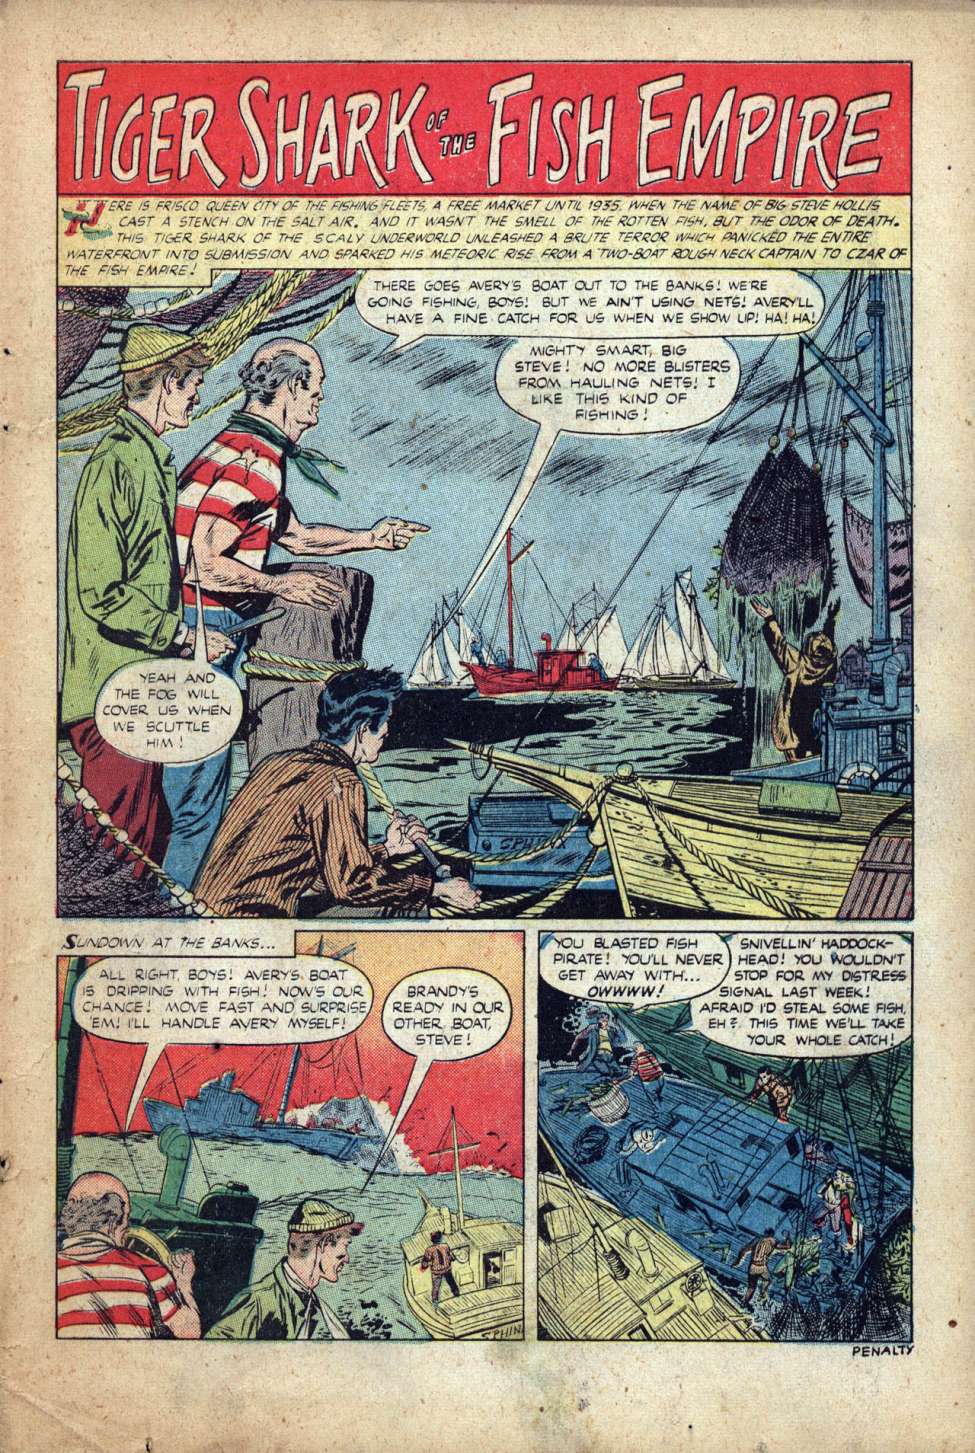 TIGER SHARK OF THE FISH EMPIRE
HERE IS FRISCO, QUEEN CITY OF THE FISHING FLEETS, A FREE MARKET UNTIL 1935, WHEN THE NAME OF BIG STEVE HOLLIS
CAST A STENCH ON THE SALT AIR. AND IT WASN'T THE SMELL OF THE ROTTEN FISH, BUT THE ODOR OF DEATH.
THIS TIGER SHARK OF THE SCALY UNDERWORLD UNLEASHED A BRUTE TERROR WHICH PANICKED THE ENTIRE
WATERFRONT INTO SUBMISSION AND SPARKED HIS METEORIC RISE FROM A TWO-BOAT ROUGH NECK CAPTAIN TO CZAR OF
THE FISH EMPIRE!
THERE GOES AVERY'S BOAT OUT TO THE BANKS! WE'RE
GOING FISHING, BOYS! BUT WE AIN'T USING NETS! AVERY'LL
HAVE A FINE CATCH FOR US WHEN WE SHOW UP! HA! HA!
MIGHTY SMART, BIG
STEVE! NO MORE BLISTERS
FROM HAULING NETS! I
LIKE THIS KIND OF
FISHING!
YEAH AND
THE FOG WILL
COVER US WHEN
WE SCUTTLE
HIM!
SPHINX
SUNDOWN AT THE BANKS...
ALL RIGHT, BOYS! AVERY'S BOAT
IS DRIPPING WITH FISH! NOW'S OUR
CHANCE! MOVE FAST AND SURPRISE
'EM! I'LL HANDLE AVERY MYSELF!
BRANDY'S
READY IN OUR
OTHER BOAT,
STEVE!
SPHIN
YOU BLASTED FISH
PIRATE! YOU'LL NEVER
GET AWAY WITH...
OWWWW!
SNIVELLIN' HADDOCK-
HEAD! YOU WOULDN'T
STOP FOR MY DISTRESS
SIGNAL LAST WEEK!
AFRAID I'D STEAL SOME FISH,
EH? THIS TIME WE'LL TAKE
YOUR WHOLE CATCH!
PENALTY